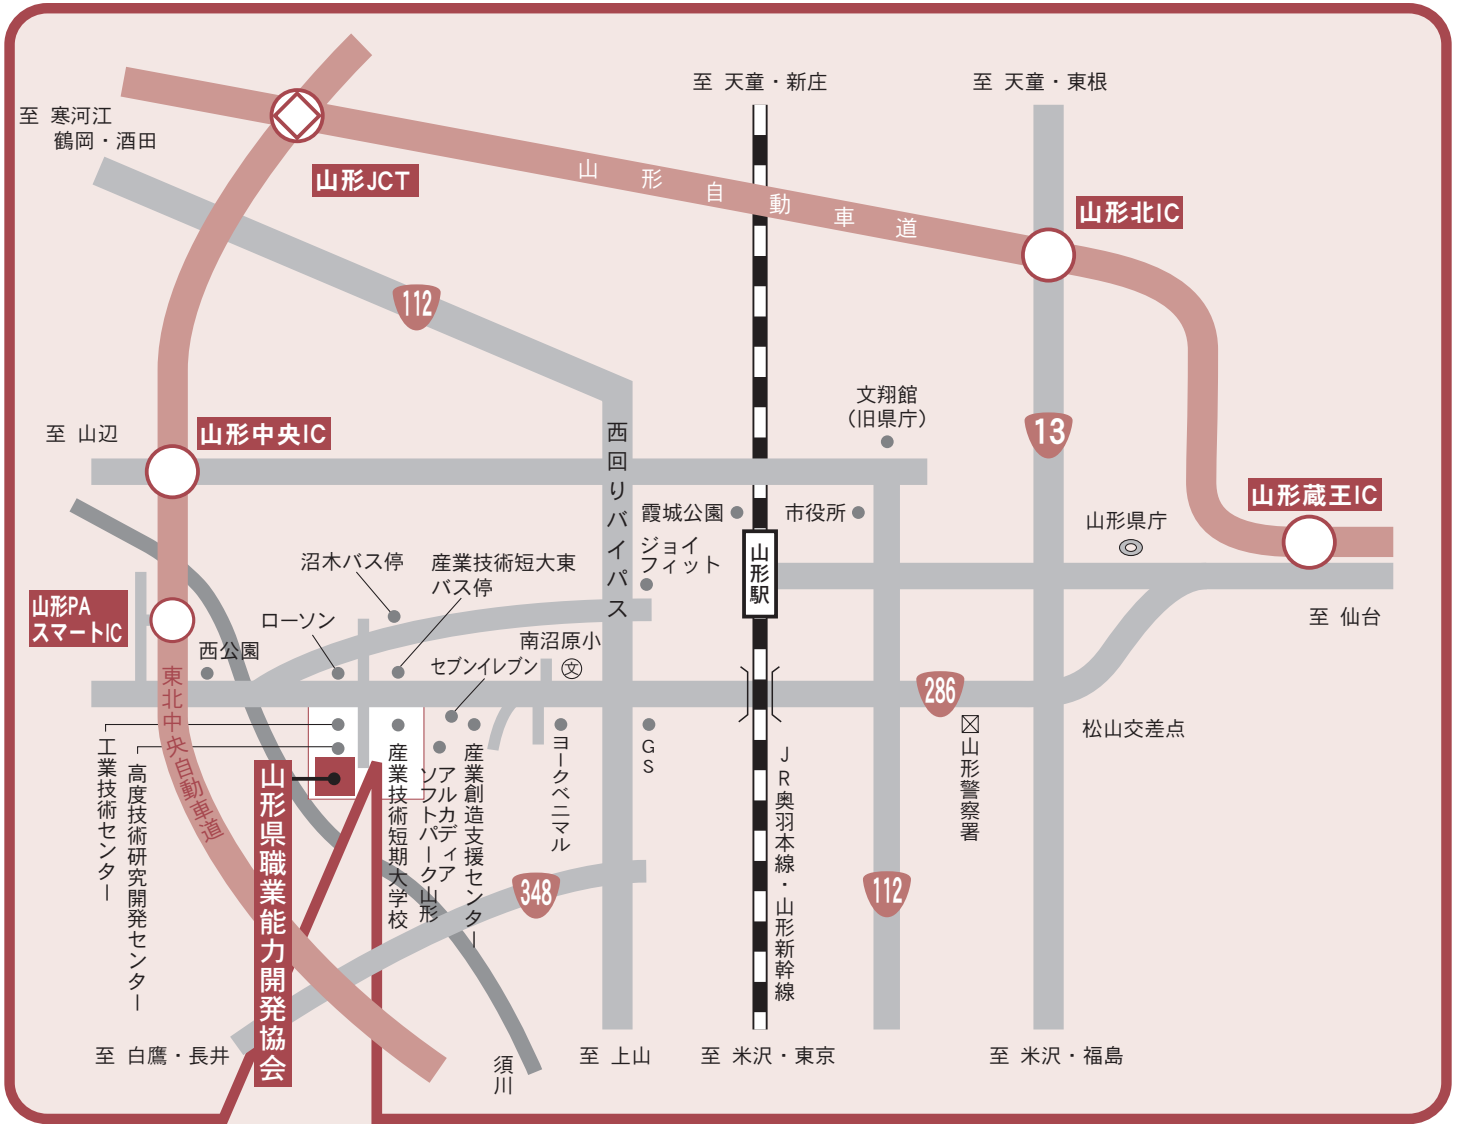 至 天童・新庄
至 天童・東根
至 寒河江
鶴岡・酒田
山形JCT
山形自動車道
山形北IC
112
至 山辺
山形中央IC
西回りバイパス
文翔館
（旧県庁）
13
山形蔵王IC
霞城公園
市役所
山形県庁
ジョイ
フィット
山形駅
沼木バス停
産業技術短大東
バス停
山形PA
スマートIC
ローソン
西公園
南沼原小
文
セブンイレブン
至 仙台
286
松山交差点
東北中央自動車道
工業技術センター
高度技術研究開発センター
山形県職業能力開発協会
産業技術短期大学校
アルカディア
ソフトパーク山形
産業創造支援センター
ヨークベニマル
GS
JR奥羽本線・山形新幹線
山形警察署
348
112
至 白鷹・長井
須川
至 上山
至 米沢・東京
至 米沢・福島